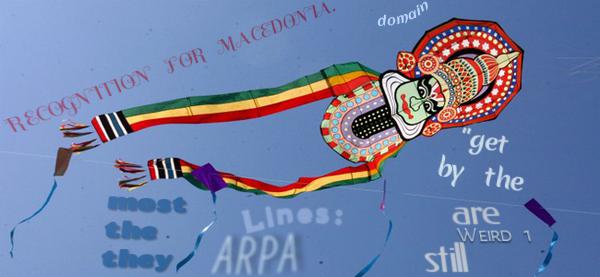 RECOGNITION FOR MACEDONIA.
domain
"get
by the
most
the
they
Lines:
ARPA
are
WEIRD 1
still